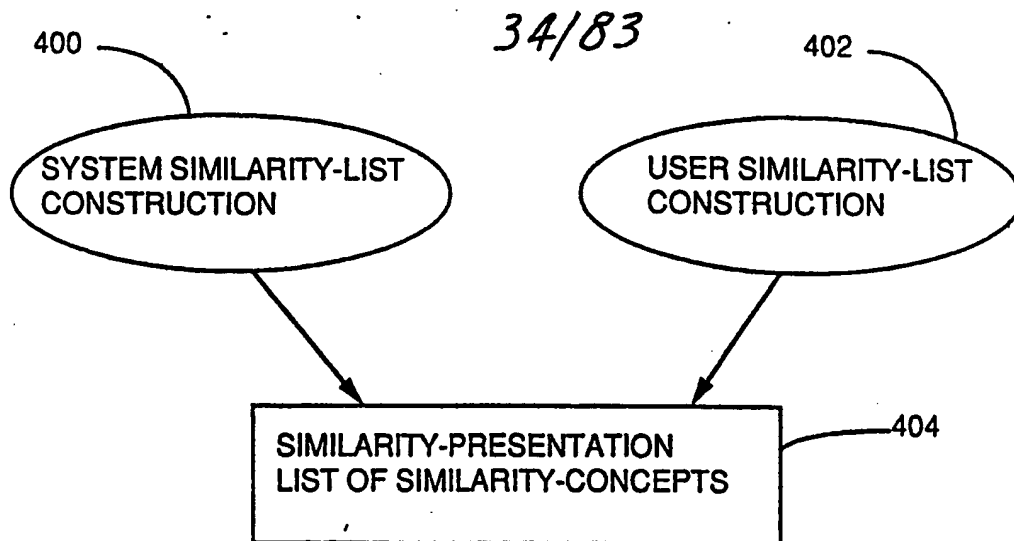 34/83
400
402
SYSTEM SIMILARITY-LIST
CONSTRUCTION
USER SIMILARITY-LIST
CONSTRUCTION
404
SIMILARITY-PRESENTATION
LIST OF SIMILARITY-CONCEPTS